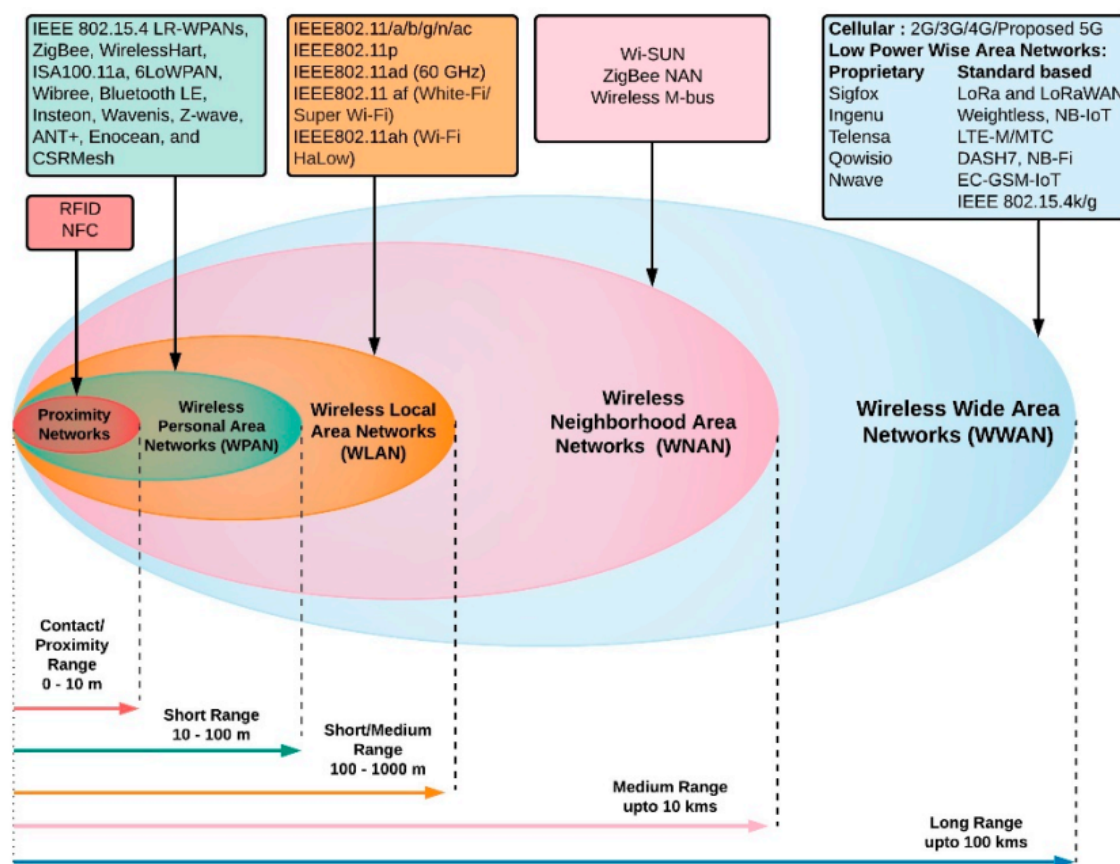 IEEE 802.15.4 LR-WPANs,
ZigBee, WirelessHart,
ISA100.11a, 6LoWPAN,
Wibree, Bluetooth LE,
Insteon, Wavenis, Z-wave,
ANT+, Enocean, and
CSRMesh
IEEE802.11/a/b/g/n/ac
IEEE802.11p
IEEE802.11ad (60 GHz)
IEEE802.11 af (White-Fi/
Super Wi-Fi)
IEEE802.11ah (Wi-Fi
HaLow)
Wi-SUN
ZigBee NAN
Wireless M-bus
Cellular : 2G/3G/4G/Proposed 5G
Low Power Wise Area Networks:
Proprietary Standard based
Sigfox LoRa and LoRaWAN
Ingenu Weightless, NB-IoT
Telensa LTE-M/MTC
Qowisio DASH7, NB-Fi
Nwave EC-GSM-IoT
IEEE 802.15.4k/g
RFID
NFC
Proximity
Networks
Wireless
Personal Area
Networks (WPAN)
Wireless Local
Area Networks
(WLAN)
Wireless
Neighborhood Area
Networks (WNAN)
Wireless Wide Area
Networks (WWAN)
Contact/
Proximity
Range
0 - 10 m
Short Range
10 - 100 m
Short/Medium
Range
100 - 1000 m
Medium Range
upto 10 kms
Long Range
upto 100 kms